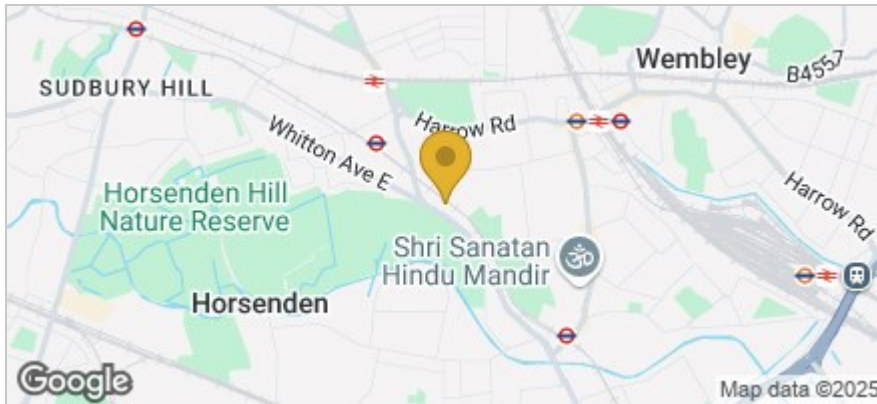 Wembley
B4557
SUDBURY HILL
Harrow Rd
Whitton Ave E
Harrow Rd
Horsenden Hill
Nature Reserve
Shri Sanatan
Hindu Mandir
Horsenden
Google
Map data ©2025